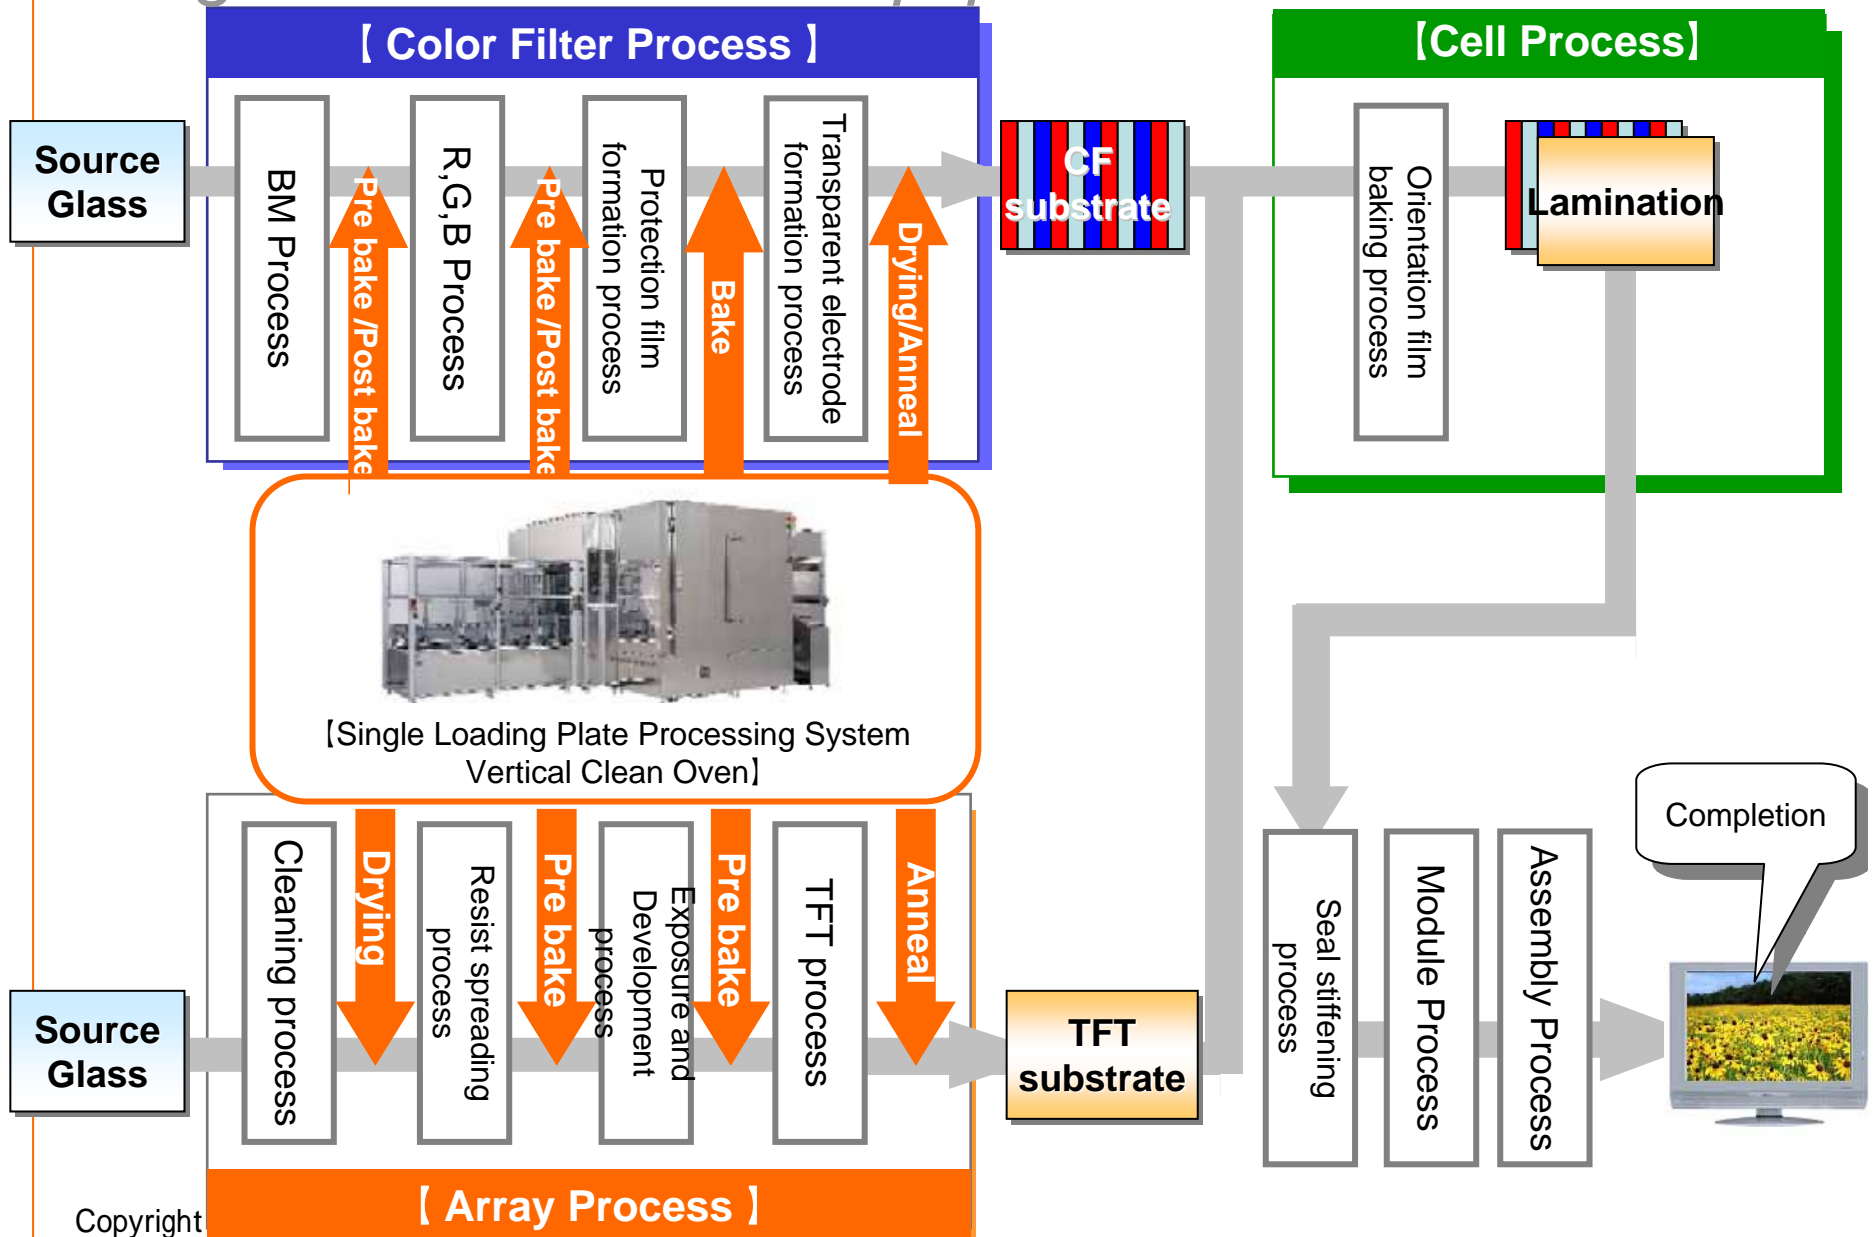 【 Color Filter Process 】
【Cell Process】
Source
Glass
BM Process
Pre bake /Post bake
R,G,B Process
Pre bake /Post bake
Protection film
formation process
Bake
Transparent electrode
formation process
Drying/Anneal
CF
substrate
Orientation film
baking process
Lamination
【Single Loading Plate Processing System
Vertical Clean Oven】
Source
Glass
Cleaning process
Drying
Resist spreading
process
Pre bake
Exposure and
Development
process
Pre bake
TFT process
Anneal
TFT
substrate
Seal stiffening
process
Module Process
Assembly Process
Completion
【 Array Process 】
Copyright